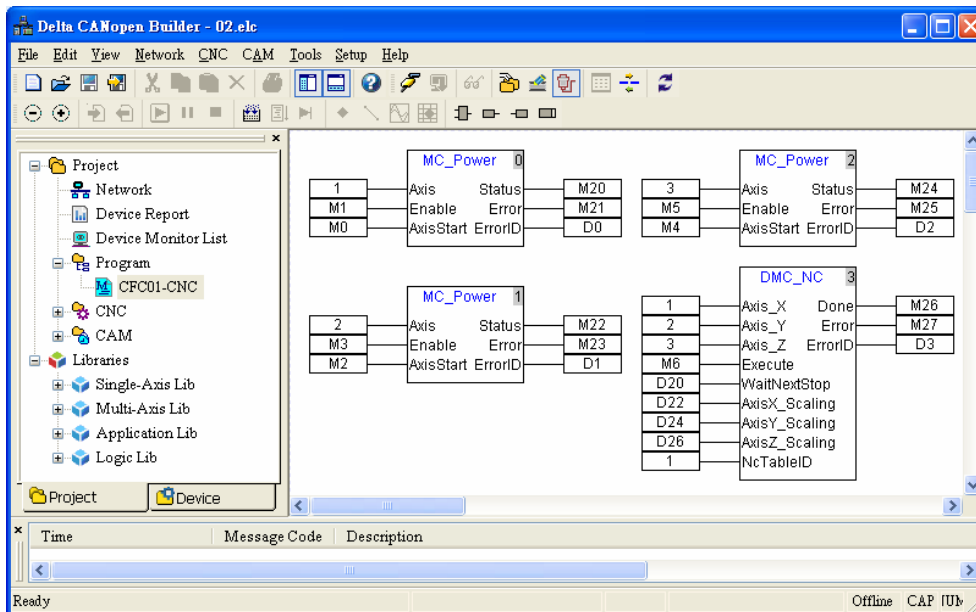 Delta CANopen Builder - 02.elc
File Edit View Network CNC CAM Tools Setup Help
Project
Network
Device Report
Device Monitor List
Program
CFC01-CNC
CNC
CAM
Libraries
Single-Axis Lib
Multi-Axis Lib
Application Lib
Logic Lib
Project Device
MC_Power 0
1 Axis Status M20
M1 Enable Error M21
M0 AxisStart ErrorID D0
MC_Power 2
3 Axis Status M24
M5 Enable Error M25
M4 AxisStart ErrorID D2
MC_Power 1
2 Axis Status M22
M3 Enable Error M23
M2 AxisStart ErrorID D1
DMC_NC 3
1 Axis_X Done M26
2 Axis_Y Error M27
3 Axis_Z ErrorID D3
M6 Execute
D20 WaitNextStop
D22 AxisX_Scaling
D24 AxisY_Scaling
D26 AxisZ_Scaling
1 NcTableID
Time Message Code Description
Ready Offline CAP